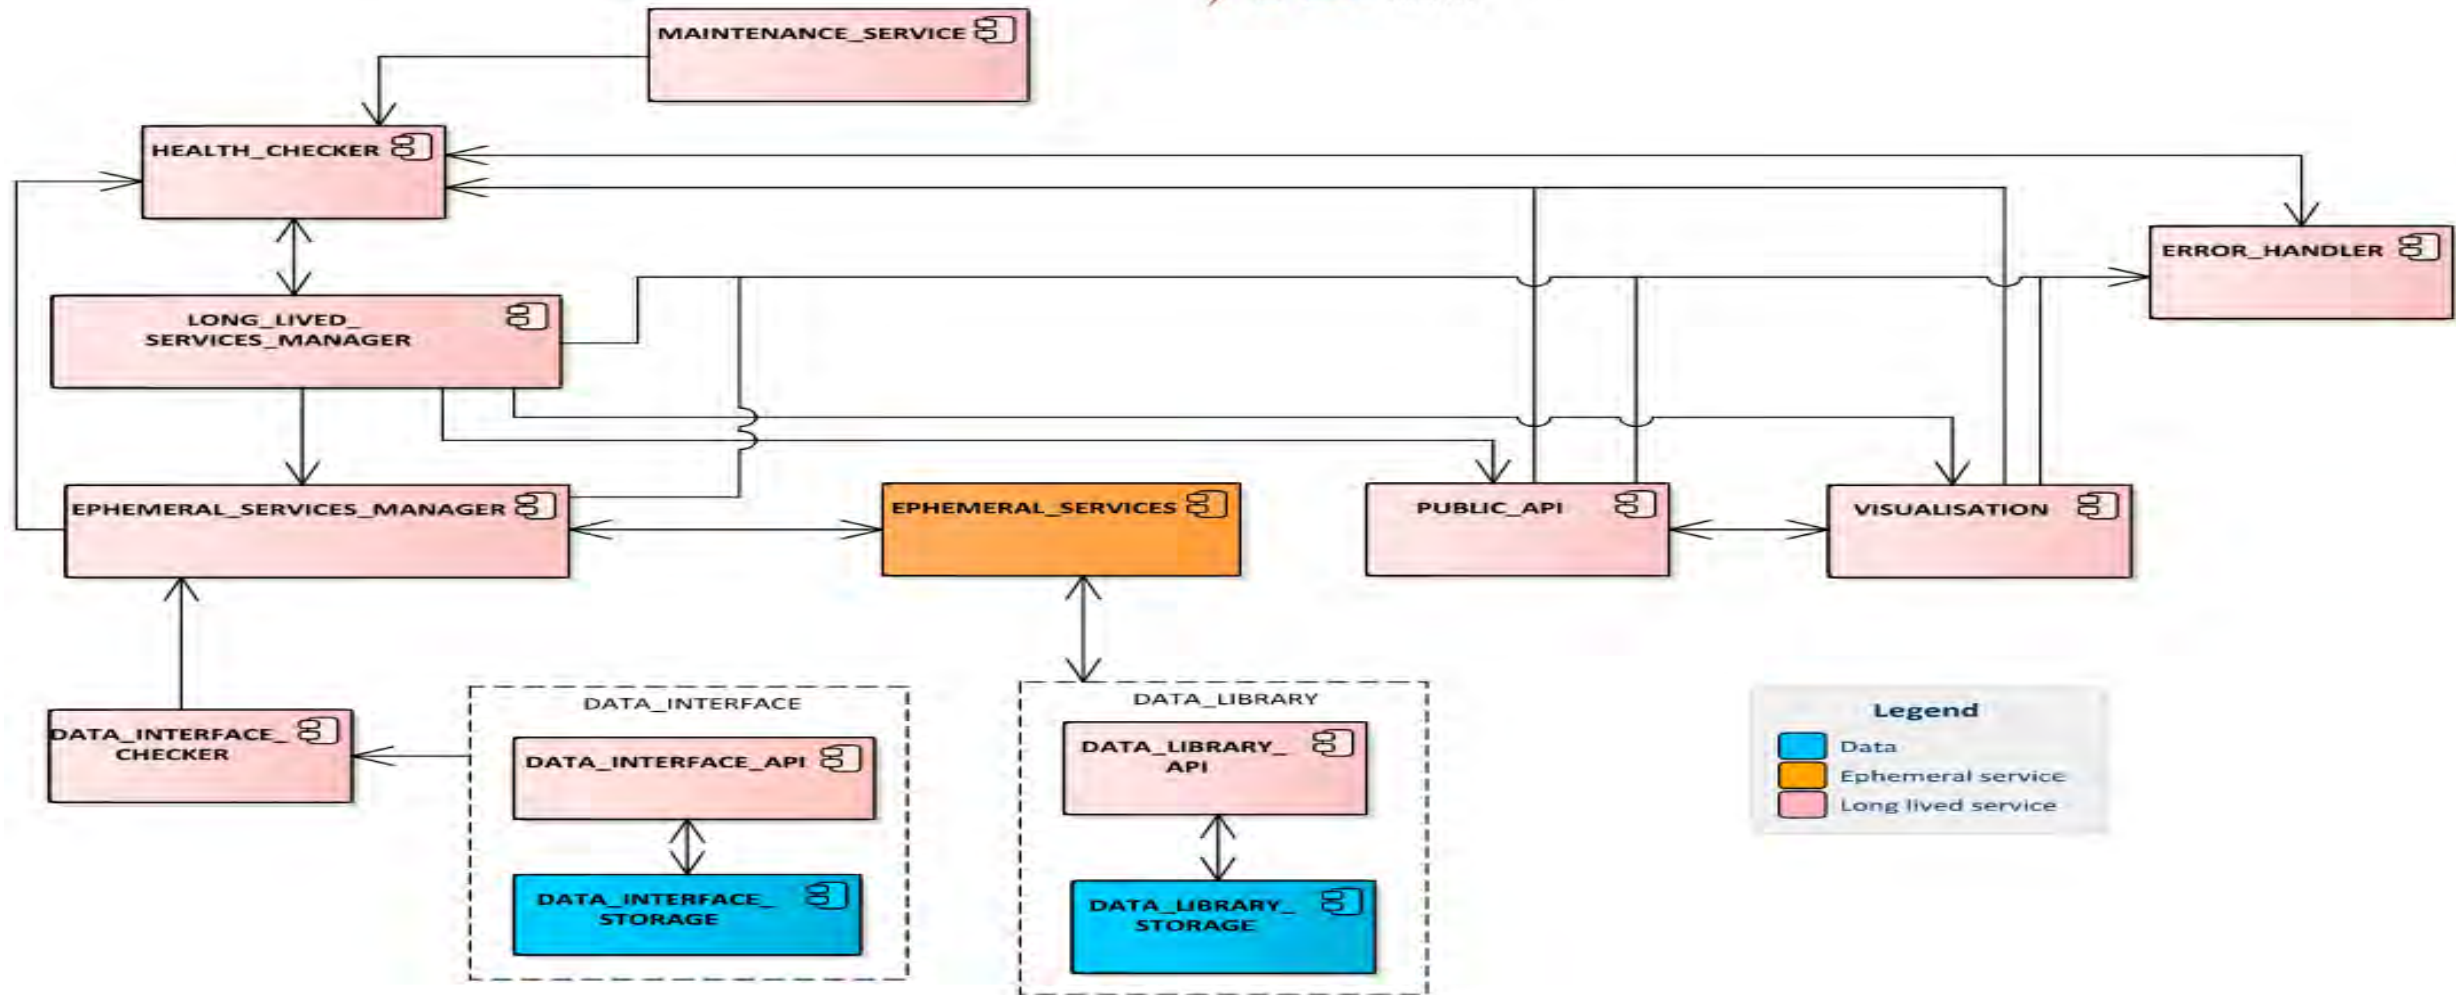 MAINTENANCE_SERVICE
HEALTH_CHECKER
ERROR_HANDLER
LONG_LIVED_
SERVICES_MANAGER
EPHEMERAL_SERVICES_MANAGER
EPHEMERAL_SERVICES
PUBLIC_API
VISUALISATION
DATA_INTERFACE_
CHECKER
DATA_INTERFACE
DATA_INTERFACE_API
DATA_INTERFACE_
STORAGE
DATA_LIBRARY
DATA_LIBRARY_
API
DATA_LIBRARY_
STORAGE
Legend
Data
Ephemeral service
Long lived service